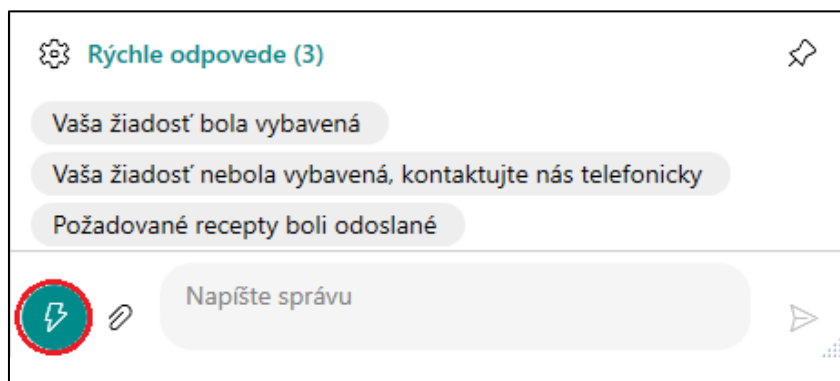 Rýchle odpovede (3)
Vaša žiadosť bola vybavená
Vaša žiadosť nebola vybavená, kontaktujte nás telefonicky
Požadované recepty boli odoslané
Napíšte správu